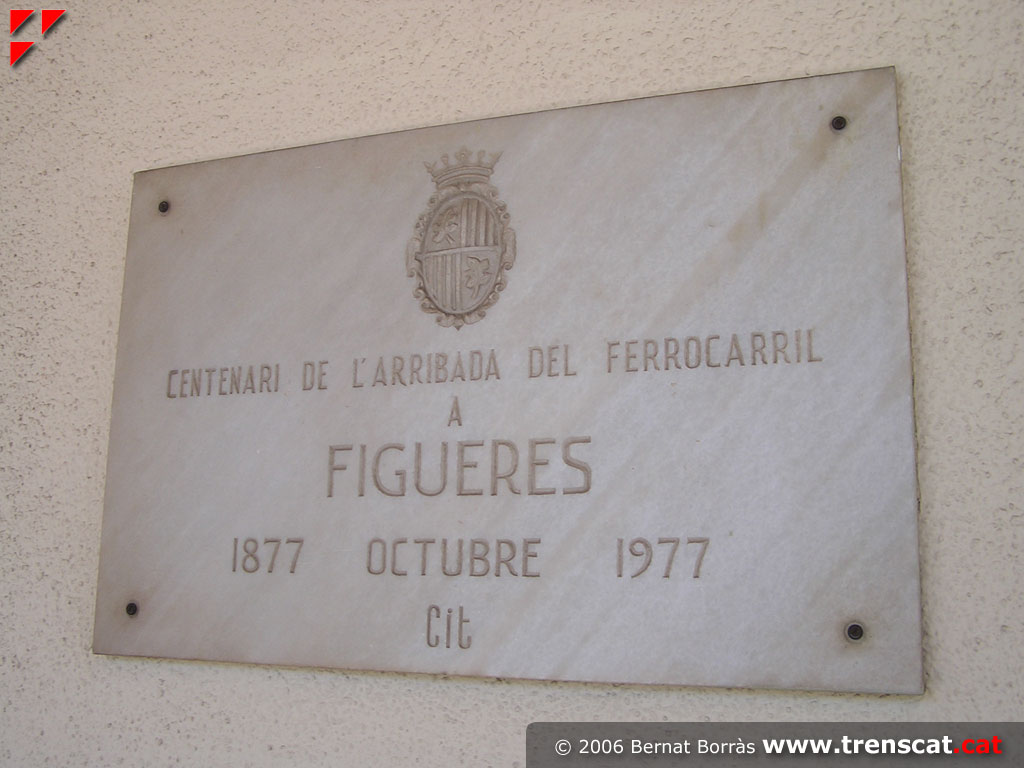 CENTENARI DE L'ARRIBADA DEL FERROCARRIL
A
FIGUERES
1877 OCTUBRE 1977
Cit
© 2006 Bernat Borràs www.trenscat.cat